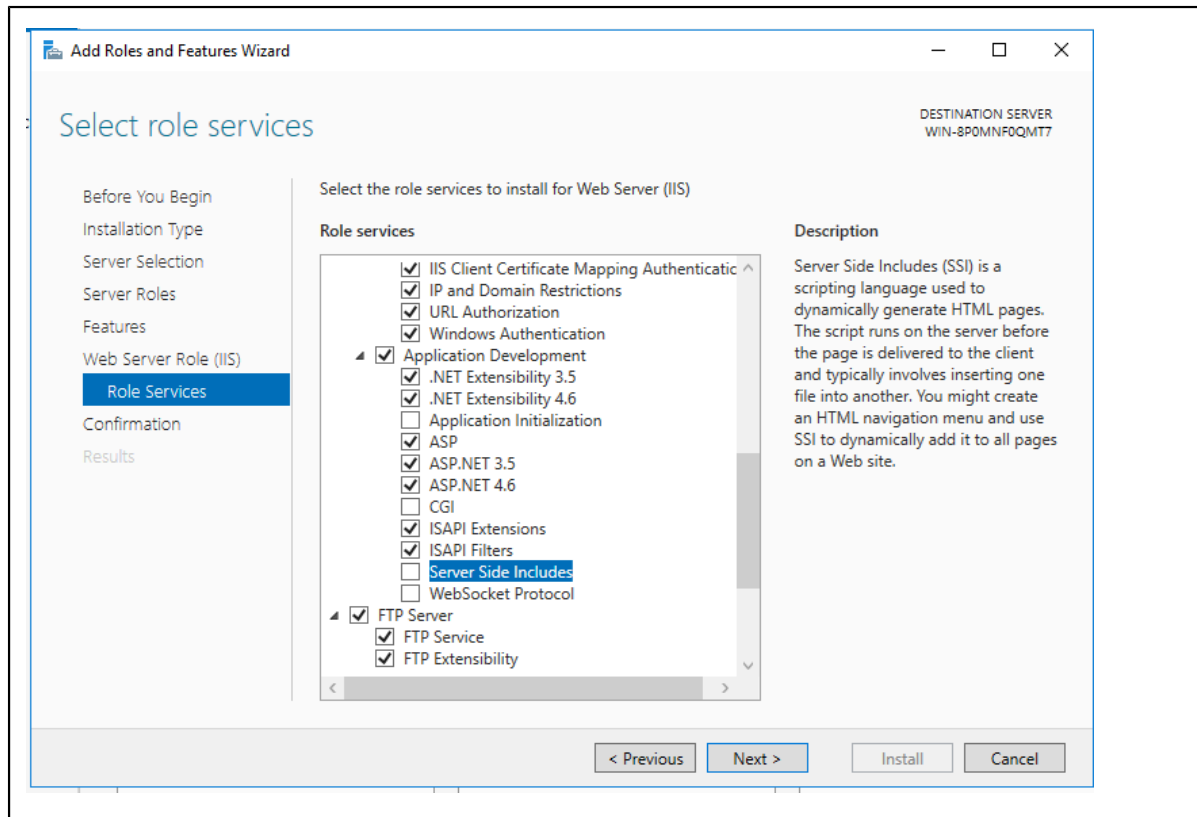 Add Roles and Features Wizard
Select role services
DESTINATION SERVER
WIN-8P0MNF0QMT7
Before You Begin
Installation Type
Server Selection
Server Roles
Features
Web Server Role (IIS)
Role Services
Confirmation
Results
Select the role services to install for Web Server (IIS)
Role services
IIS Client Certificate Mapping Authenticatic
IP and Domain Restrictions
URL Authorization
Windows Authentication
Application Development
.NET Extensibility 3.5
.NET Extensibility 4.6
Application Initialization
ASP
ASP.NET 3.5
ASP.NET 4.6
CGI
ISAPI Extensions
ISAPI Filters
Server Side Includes
WebSocket Protocol
FTP Server
FTP Service
FTP Extensibility
Description
Server Side Includes (SSI) is a
scripting language used to
dynamically generate HTML pages.
The script runs on the server before
the page is delivered to the client
and typically involves inserting one
file into another. You might create
an HTML navigation menu and use
SSI to dynamically add it to all pages
on a Web site.
< Previous
Next >
Install
Cancel